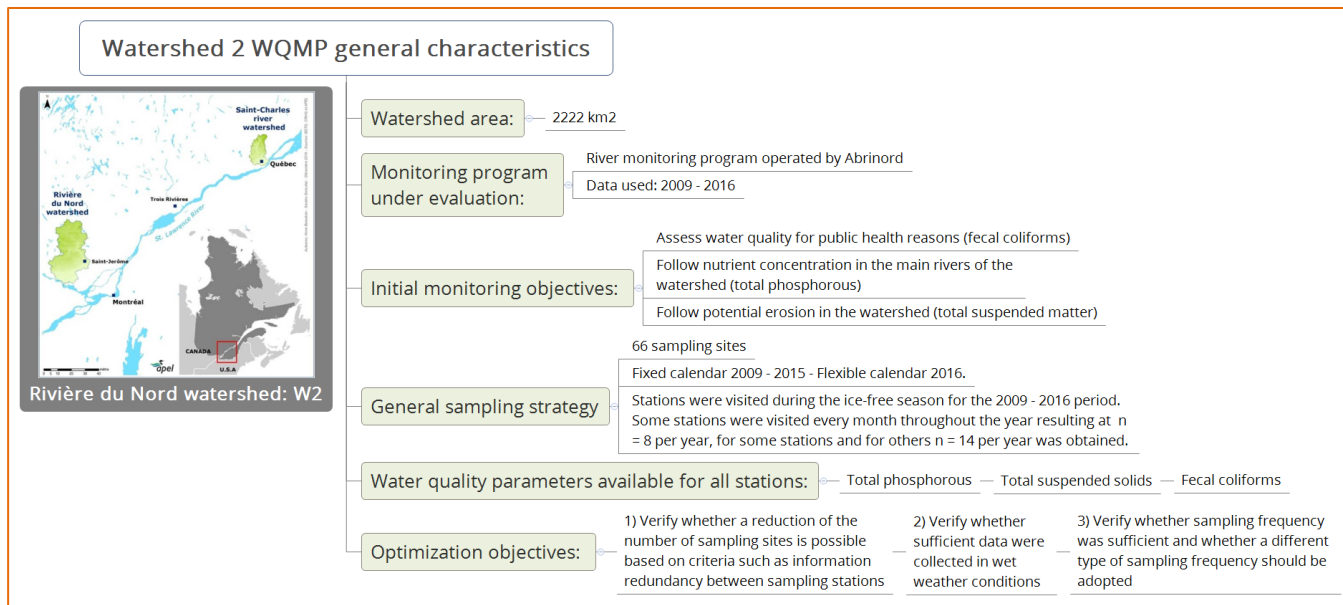 Watershed 2 WQMP general characteristics
Saint-Charles
river
watershed
Québec
Trois Rivières
Rivière
du Nord
watershed
St. Lawrence River
Saint-Jerome
Montréal
CANADA
U.S.A
apel
Rivière du Nord watershed: W2
Watershed area:
2222 km2
Monitoring program
under evaluation:
River monitoring program operated by Abrinord
Data used: 2009 - 2016
Initial monitoring objectives:
Assess water quality for public health reasons (fecal coliforms)
Follow nutrient concentration in the main rivers of the
watershed (total phosphorous)
Follow potential erosion in the watershed (total suspended matter)
General sampling strategy
66 sampling sites
Fixed calendar 2009 - 2015 - Flexible calendar 2016.
Stations were visited during the ice-free season for the 2009 - 2016 period.
Some stations were visited every month throughout the year resulting at n
= 8 per year, for some stations and for others n = 14 per year was obtained.
Water quality parameters available for all stations:
Total phosphorous
Total suspended solids
Fecal coliforms
Optimization objectives:
1) Verify whether a reduction of the
number of sampling sites is possible
based on criteria such as information
redundancy between sampling stations
2) Verify whether
sufficient data were
collected in wet
weather conditions
3) Verify whether sampling frequency
was sufficient and whether a different
type of sampling frequency should be
adopted